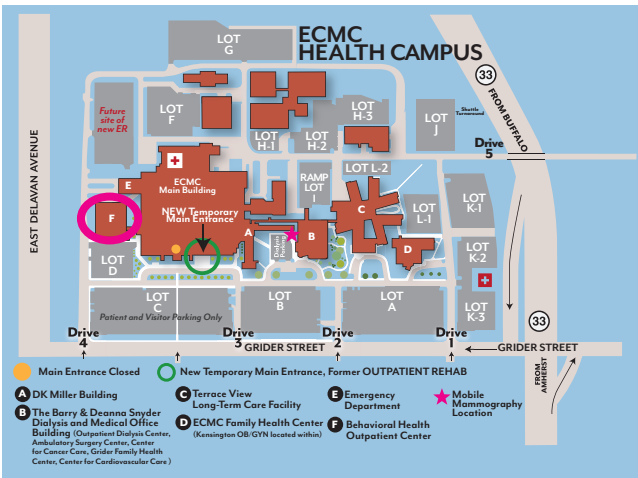 ECMC
HEALTH CAMPUS
LOT
G
33
FROM BUFFALO
Future
site of
new ER
LOT
F
LOT
H-1
LOT
H-2
LOT
H-3
LOT
J
Shuttle
Turnaround
Drive
5
EAST DELAVAN AVENUE
E
ECMC
Main Building
F
NEW Temporary
Main Entrance
RAMP
LOT
I
LOT L-2
C
LOT
L-1
LOT
K-1
A
Dialysis
Parking
B
D
LOT
K-2
LOT
D
LOT
C
Patient and Visitor Parking Only
LOT
B
LOT
A
LOT
K-3
33
Drive
4
Drive
3
Drive
2
Drive
1
GRIDER STREET
GRIDER STREET
FROM
AMHERST
Main Entrance Closed
New Temporary Main Entrance, Former OUTPATIENT REHAB
A DK Miller Building
B The Barry & Deanna Snyder
Dialysis and Medical Office
Building (Outpatient Dialysis Center,
Ambulatory Surgery Center, Center
for Cancer Care, Grider Family Health
Center, Center for Cardiovascular Care )
C Terrace View
Long-Term Care Facility
D ECMC Family Health Center
(Kensington OB/GYN located within)
E Emergency
Department
F Behavioral Health
Outpatient Center
Mobile
Mammography
Location